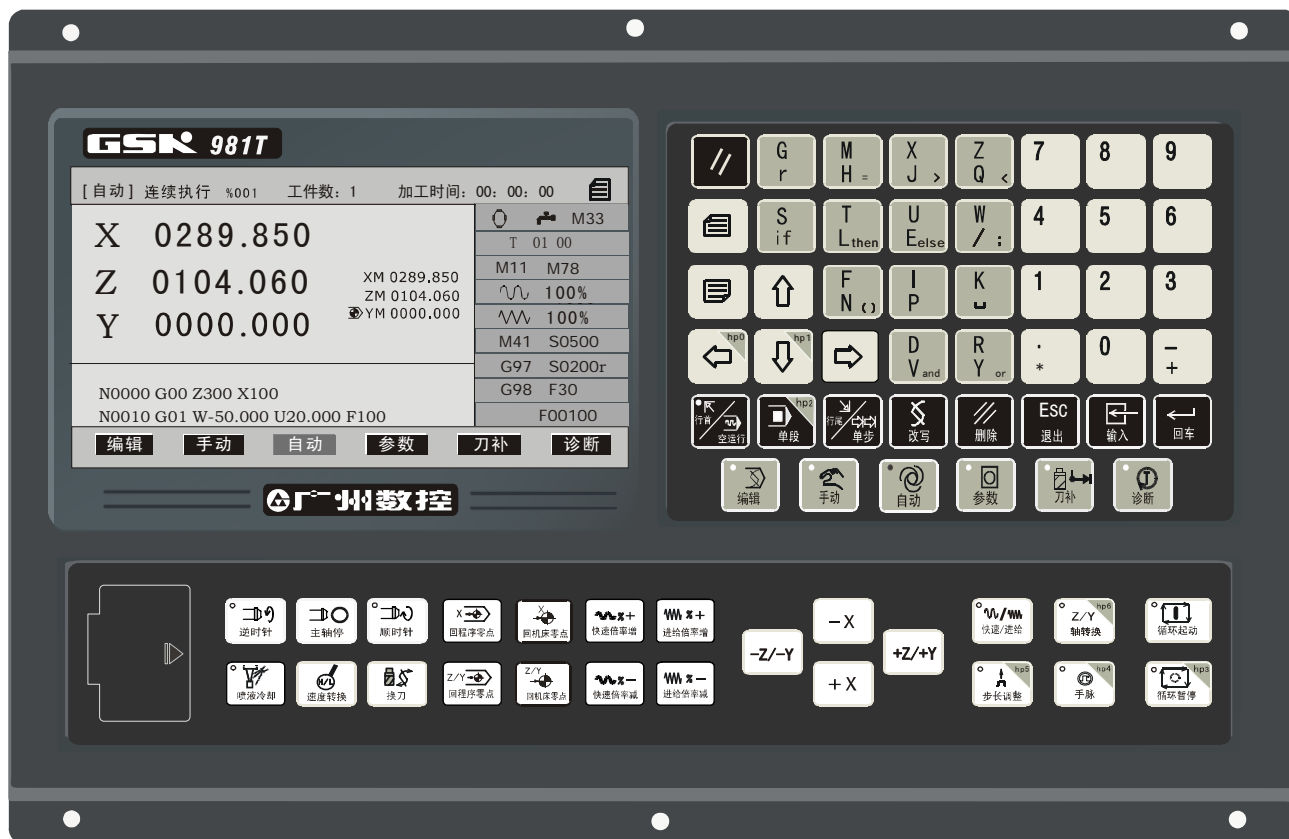 GSK 981T
[自动] 连续执行 %001 工件数: 1 加工时间: 00: 00: 00
X 0289.850
Z 0104.060
Y 0000.000
XM 0289.850
ZM 0104.060
YM 0000.000
M33
T 01 00
M11 M78
100%
100%
M41 S0500
G97 S0200r
G98 F30
F00100
N0000 G00 Z300 X100
N0010 G01 W-50.000 U20.000 F100
编辑 手动 自动 参数 刀补 诊断
广州数控
// G r M H = X J > Z Q < 7 8 9
S if T L then U E else W / : 4 5 6
F N () I P K 1 2 3
hp0 hp1 D V and R Y or . * 0 - +
行首 空运行 hp2 单段 行尾 单步 改写 删除 ESC 退出 输入 回车
编辑 手动 自动 参数 刀补 诊断
逆时针 主轴停 顺时针 X 回程序零点 X 回机床零点 %+ 快速倍率增 %+ 进给倍率增
喷液冷却 H/L 速度转换 换刀 Z/Y 回程序零点 Z/Y 回机床零点 %- 快速倍率减 %- 进给倍率减
-X
-Z/-Y +Z/+Y
+X
快速/进给 Z/Y hp6 轴转换 循环起动
hp5 步长调整 hp4 手脉 hp3 循环暂停